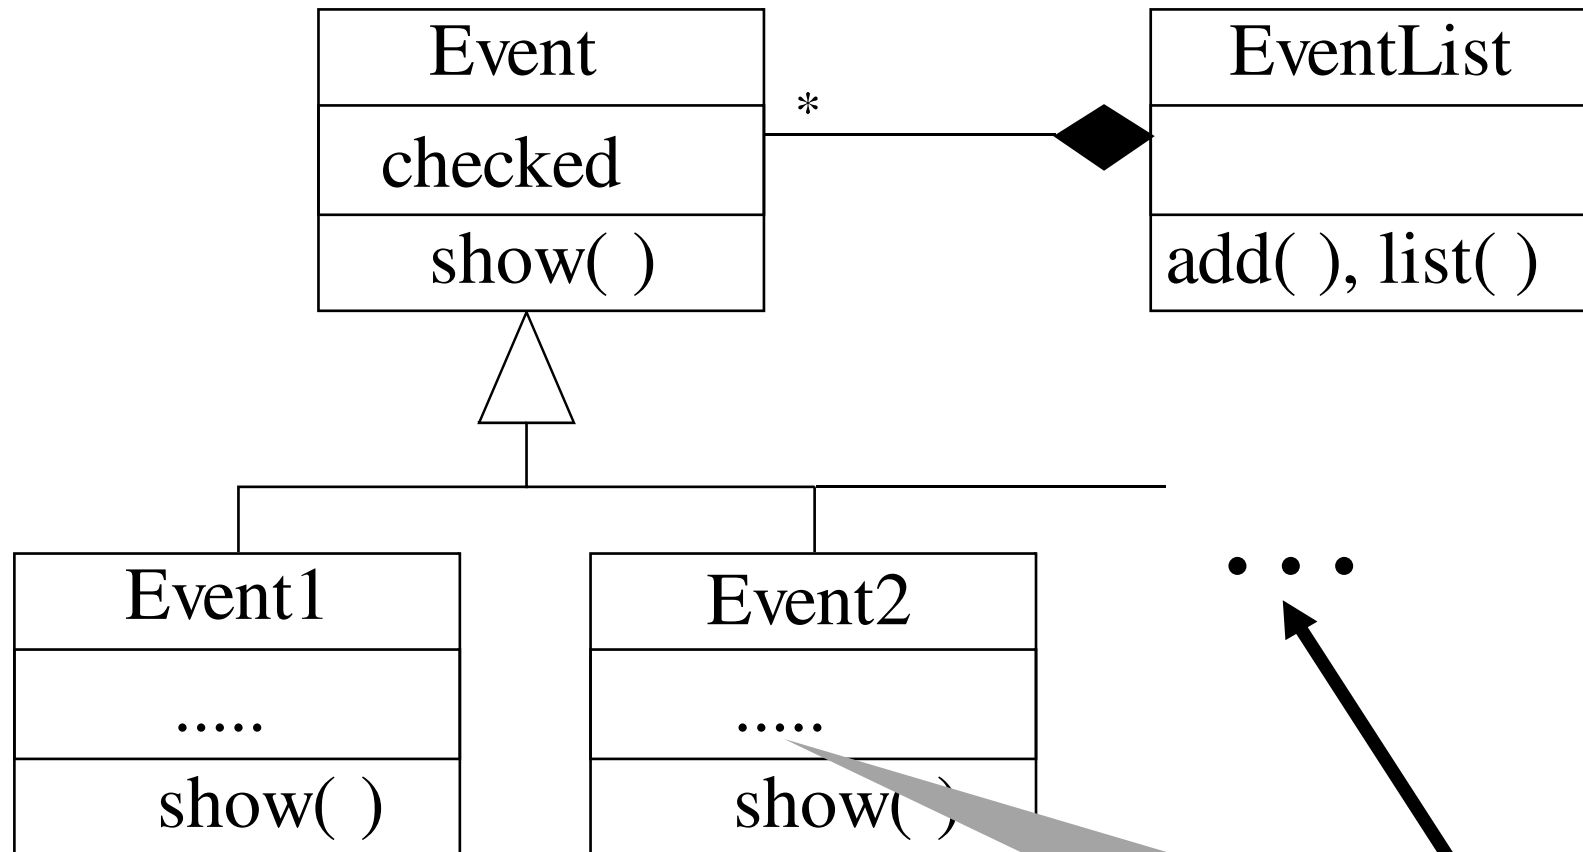 Event
checked
show( )
*
EventList
add( ), list( )
Event1
.....
show( )
Event2
.....
show( )
• • •